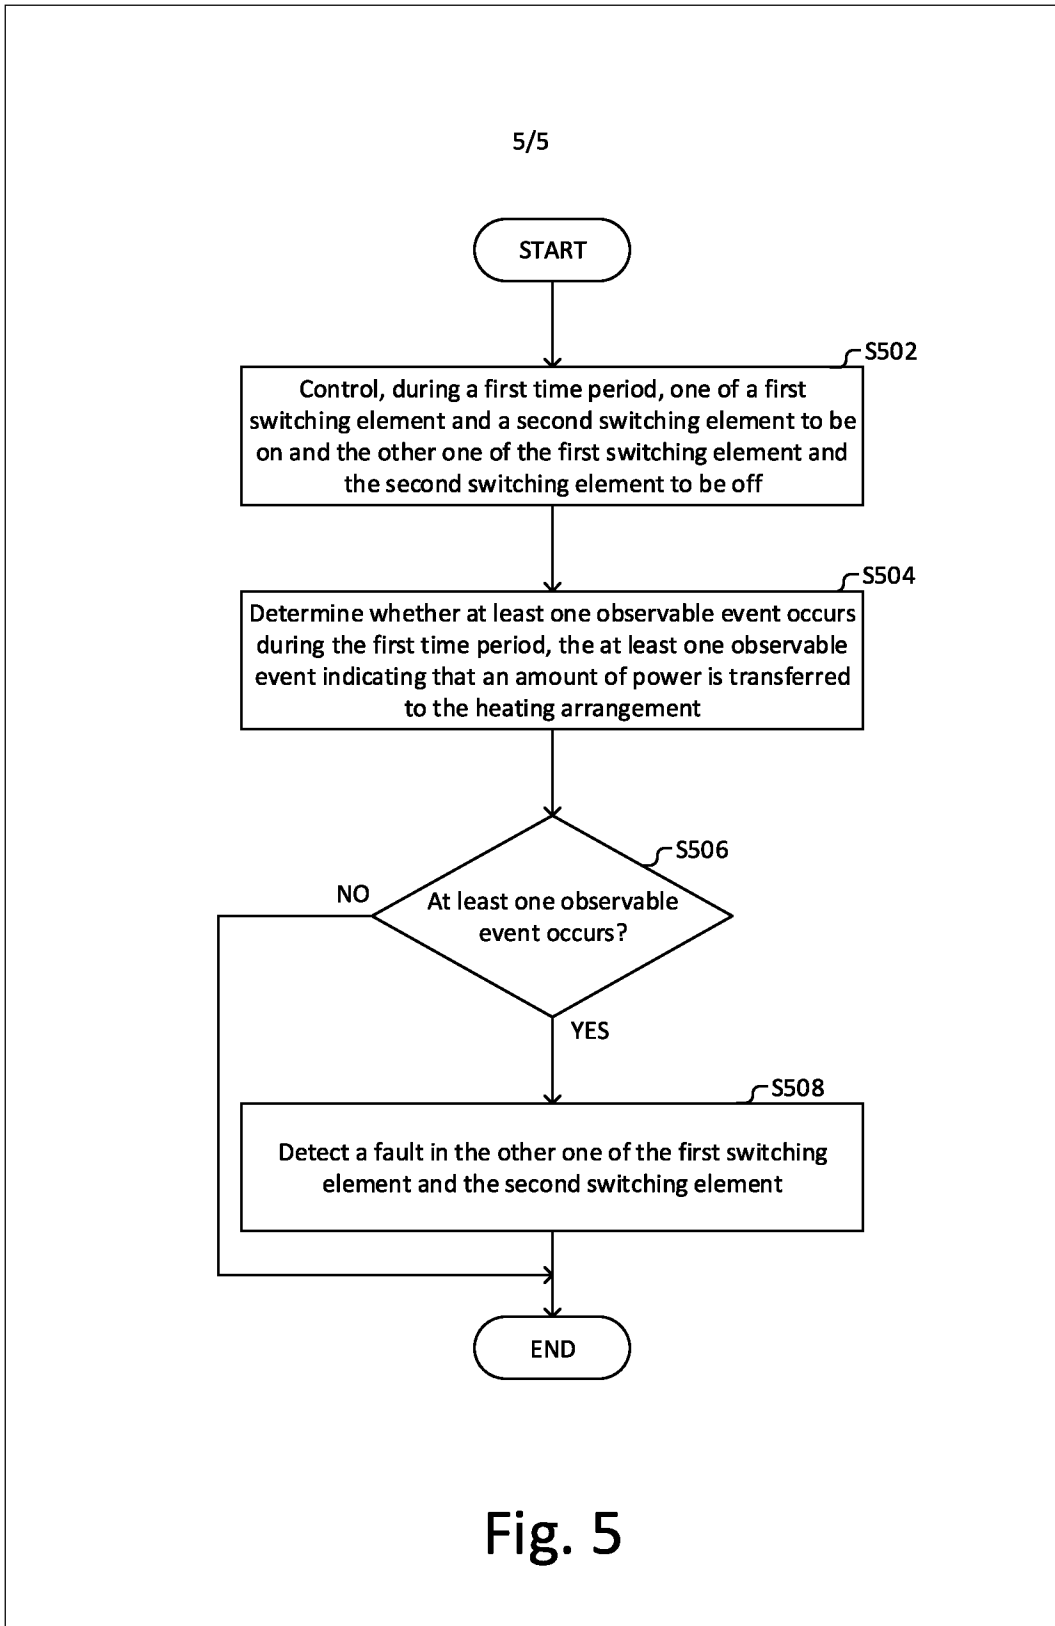 5/5
START
S502
Control, during a first time period, one of a first
switching element and a second switching element to be
on and the other one of the first switching element and
the second switching element to be off
S504
Determine whether at least one observable event occurs
during the first time period, the at least one observable
event indicating that an amount of power is transferred
to the heating arrangement
S506
NO
At least one observable
event occurs?
YES
S508
Detect a fault in the other one of the first switching
element and the second switching element
END
Fig. 5